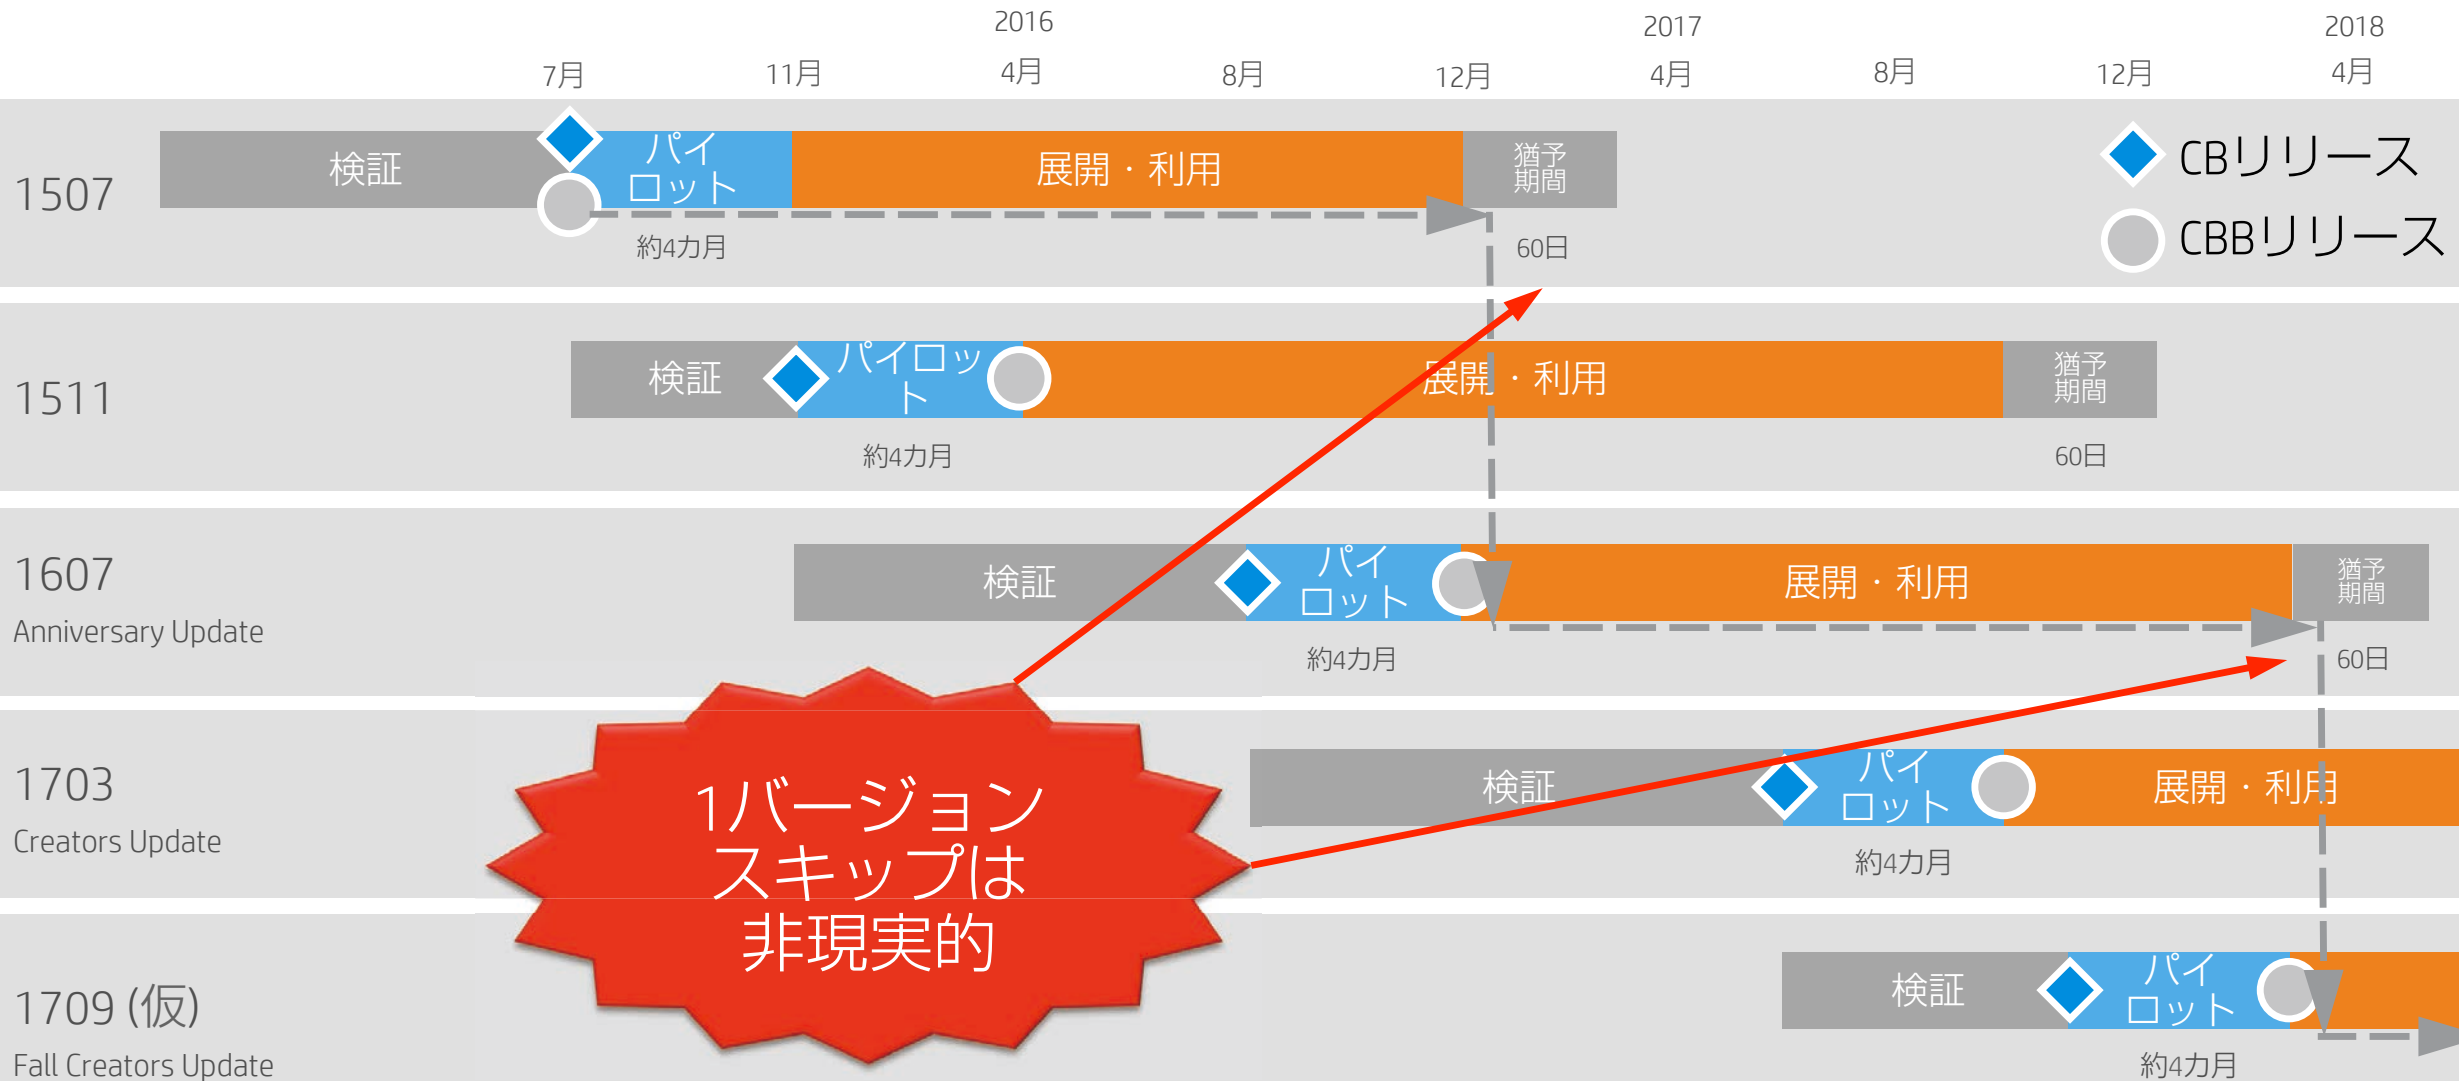 2016
2017
2018
7月
11月
4月
8月
12月
4月
8月
12月
4月
1507
検証
パイ
ロット
展開・利用
猶予
期間
約4カ月
60日
CBリリース
CBBリリース
1511
検証
パイロッ
ト
展開・利用
猶予
期間
約4カ月
60日
1607
Anniversary Update
検証
パイ
ロット
展開・利用
猶予
期間
約4カ月
60日
1703
Creators Update
検証
パイ
ロット
展開・利用
約4カ月
1バージョン
スキップは
非現実的
1709 (仮)
Fall Creators Update
検証
パイ
ロット
約4カ月